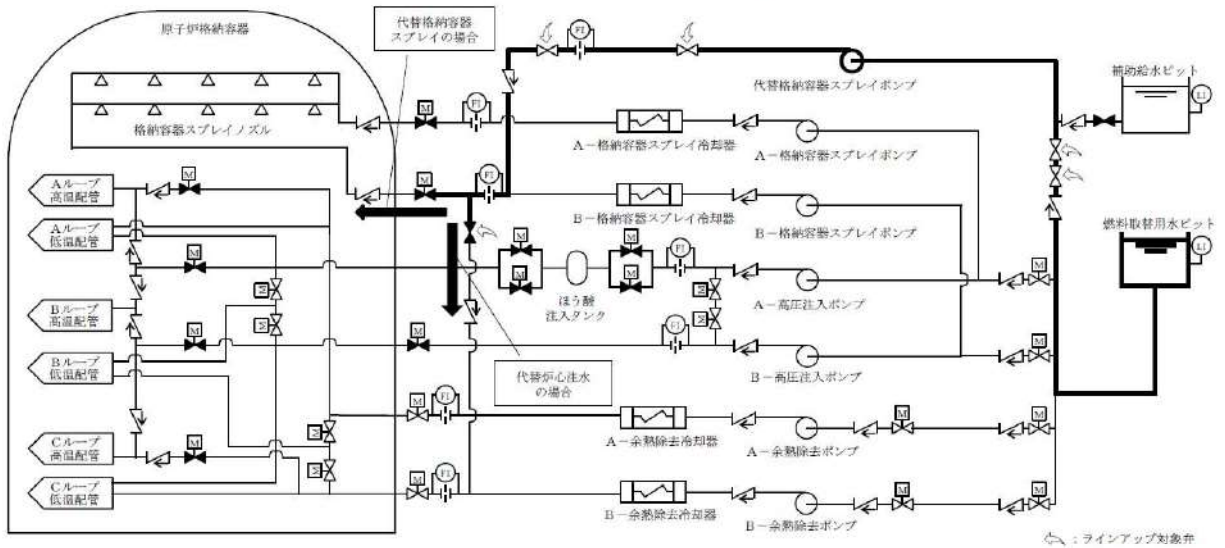 原子炉格納容器
代替格納容器
スプレイの場合
FI
代替格納容器スプレイポンプ
補助給水ピット
LI
格納容器スプレイノズル
M
FI
A－格納容器スプレイ冷却器
A－格納容器スプレイポンプ
M
FI
B－格納容器スプレイ冷却器
B－格納容器スプレイポンプ
燃料取替用水ピット
LI
Aループ
高温配管
M
Aループ
低温配管
M
M
M
ほう酸
注入タンク
M
M
FI
A－高圧注入ポンプ
M
M
M
M
M
Bループ
高温配管
M
M
FI
B－高圧注入ポンプ
M
Bループ
低温配管
代替炉心注水
の場合
M
FI
A－余熱除去冷却器
A－余熱除去ポンプ
M
M
Cループ
高温配管
M
M
M
Cループ
低温配管
M
FI
B－余熱除去冷却器
B－余熱除去ポンプ
M
M
：ラインアップ対象弁